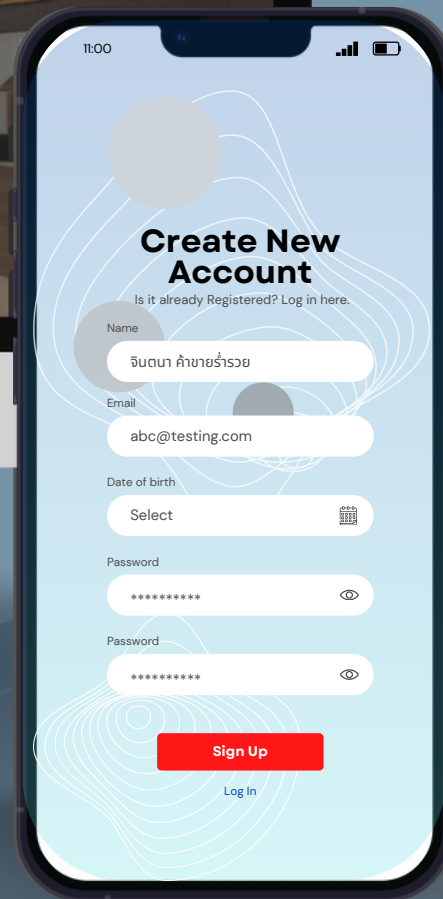 11:00
Create New
Account
Is it already Registered? Log in here.
Name
จินตนา ค้าขายร่ำรวย
Email
abc@testing.com
Date of birth
Select
Password
**********
Password
**********
Sign Up
Log In